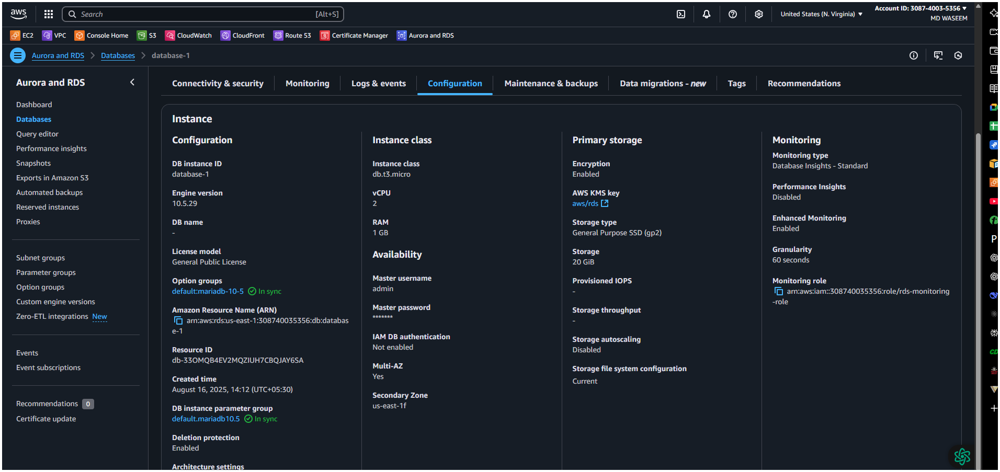 aws
Search
[Alt+S]
United States (N. Virginia)
Account ID: 3087-4003-5356
MD WASEEM
EC2
VPC
Console Home
S3
CloudWatch
CloudFront
Route 53
Certificate Manager
Aurora and RDS
Aurora and RDS
Databases
database-1
Aurora and RDS
Dashboard
Databases
Query editor
Performance insights
Snapshots
Exports in Amazon S3
Automated backups
Reserved instances
Proxies
Subnet groups
Parameter groups
Option groups
Custom engine versions
Zero-ETL integrations New
Events
Event subscriptions
Recommendations 0
Certificate update
Connectivity & security
Monitoring
Logs & events
Configuration
Maintenance & backups
Data migrations - new
Tags
Recommendations
Instance
Configuration
DB instance ID
database-1
Engine version
10.5.29
DB name
-
License model
General Public License
Option groups
default:mariadb-10-5 In sync
Amazon Resource Name (ARN)
arn:aws:rds:us-east-1:308740035356:db:databas
e-1
Resource ID
db-33OMQB4EV2MQZIUH7CBQJAY6SA
Created time
August 16, 2025, 14:12 (UTC+05:30)
DB instance parameter group
default.mariadb10.5 In sync
Deletion protection
Enabled
Architecture settings
Instance class
Instance class
db.t3.micro
vCPU
2
RAM
1 GB
Availability
Master username
admin
Master password
*******
IAM DB authentication
Not enabled
Multi-AZ
Yes
Secondary Zone
us-east-1f
Primary storage
Encryption
Enabled
AWS KMS key
aws/rds
Storage type
General Purpose SSD (gp2)
Storage
20 GiB
Provisioned IOPS
-
Storage throughput
-
Storage autoscaling
Disabled
Storage file system configuration
Current
Monitoring
Monitoring type
Database Insights - Standard
Performance Insights
Disabled
Enhanced Monitoring
Enabled
Granularity
60 seconds
Monitoring role
arn:aws:iam::308740035356:role/rds-monitoring
-role
P